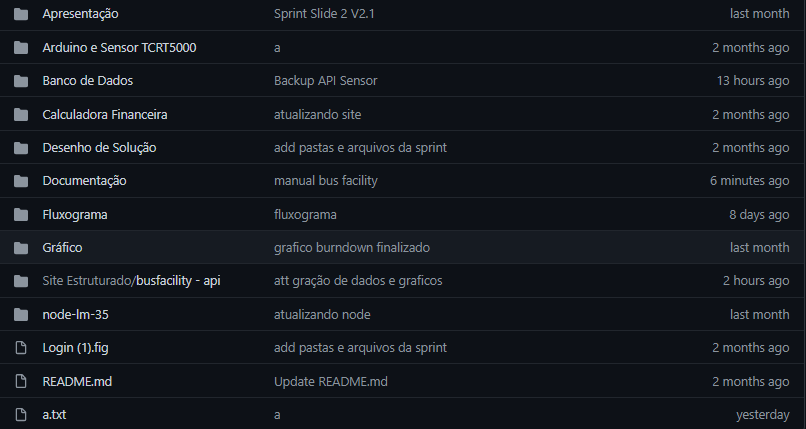 Apresentação Sprint Slide 2 V2.1 last month
Arduino e Sensor TCRT5000 a 2 months ago
Banco de Dados Backup API Sensor 13 hours ago
Calculadora Financeira atualizando site 2 months ago
Desenho de Solução add pastas e arquivos da sprint 2 months ago
Documentação manual bus facility 6 minutes ago
Fluxograma fluxograma 8 days ago
Gráfico grafico burndown finalizado last month
Site Estruturado/busfacility - api att gração de dados e graficos 2 hours ago
node-lm-35 atualizando node last month
Login (1).fig add pastas e arquivos da sprint 2 months ago
README.md Update README.md 2 months ago
a.txt a yesterday